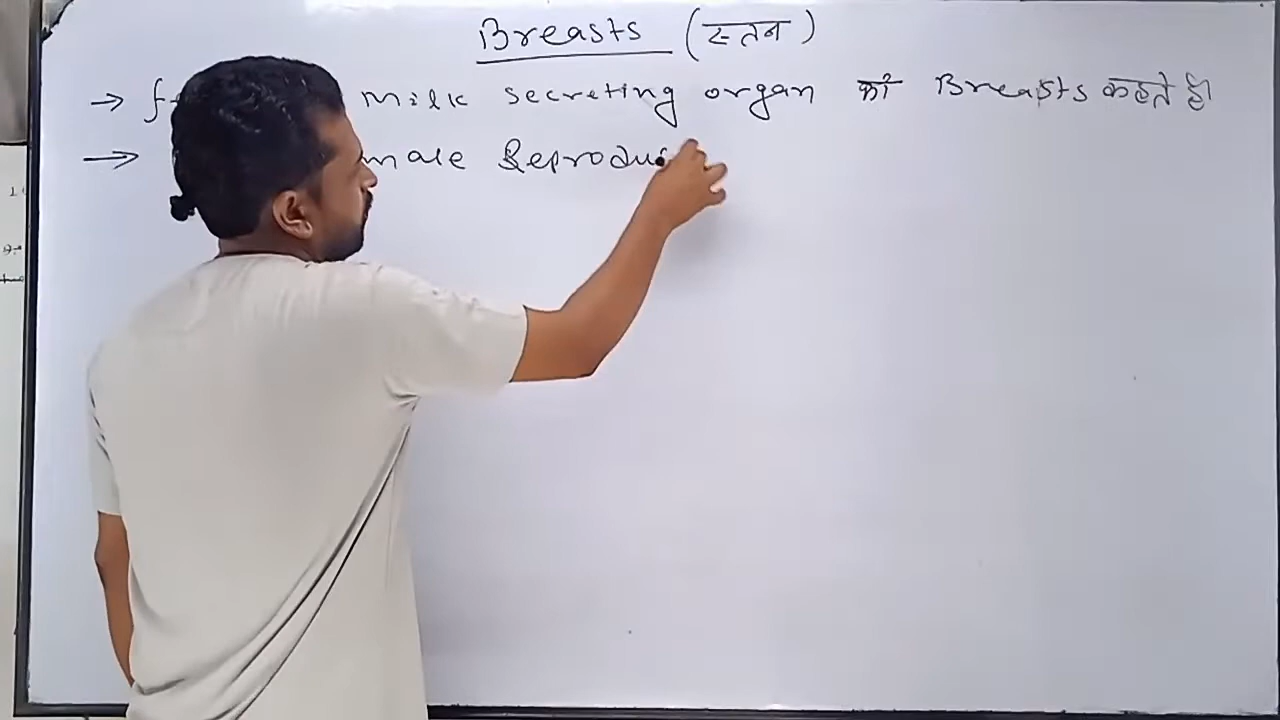 Breasts (स्तन)
→ milk secreting organ को Breasts कहते है।
→ male Reprodu